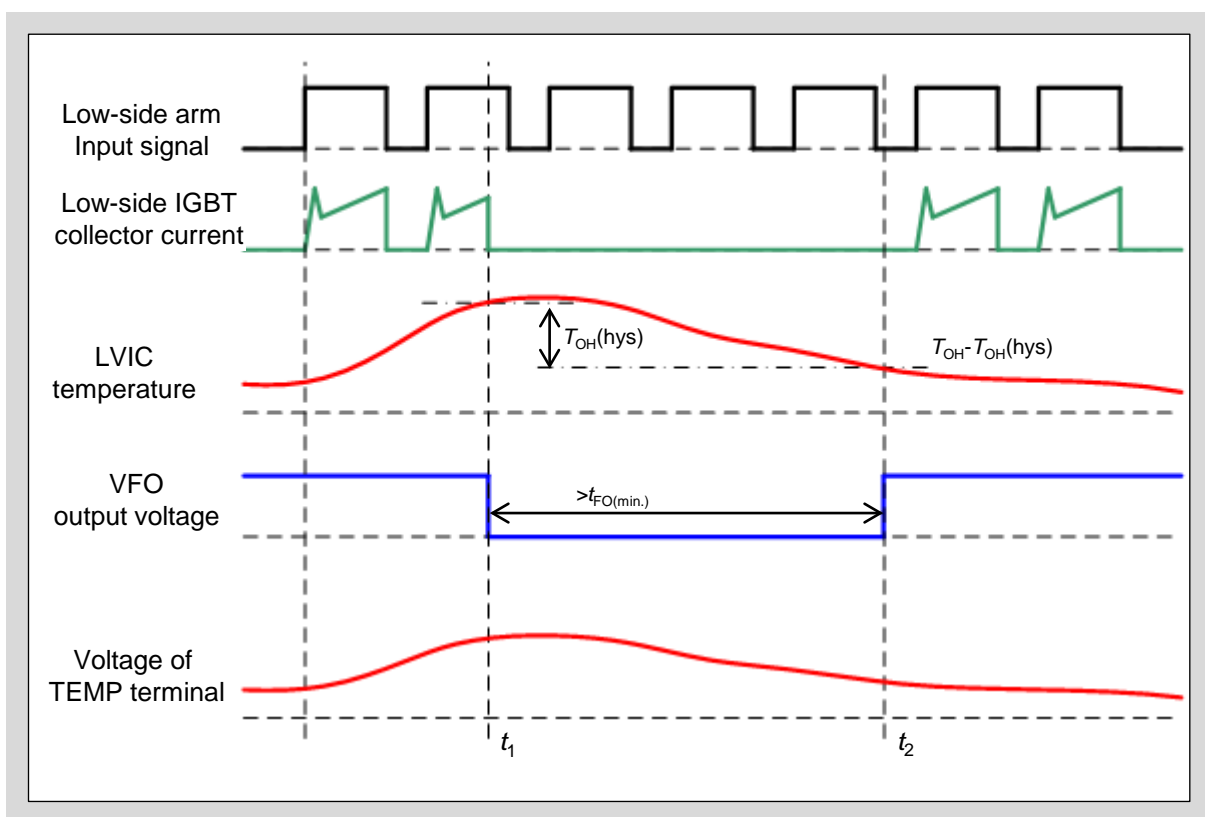 Low-side arm
Input signal
Low-side IGBT
collector current
LVIC
temperature
TOH(hys)
TOH-TOH(hys)
VFO
output voltage
>tFO(min.)
Voltage of
TEMP terminal
t1
t2